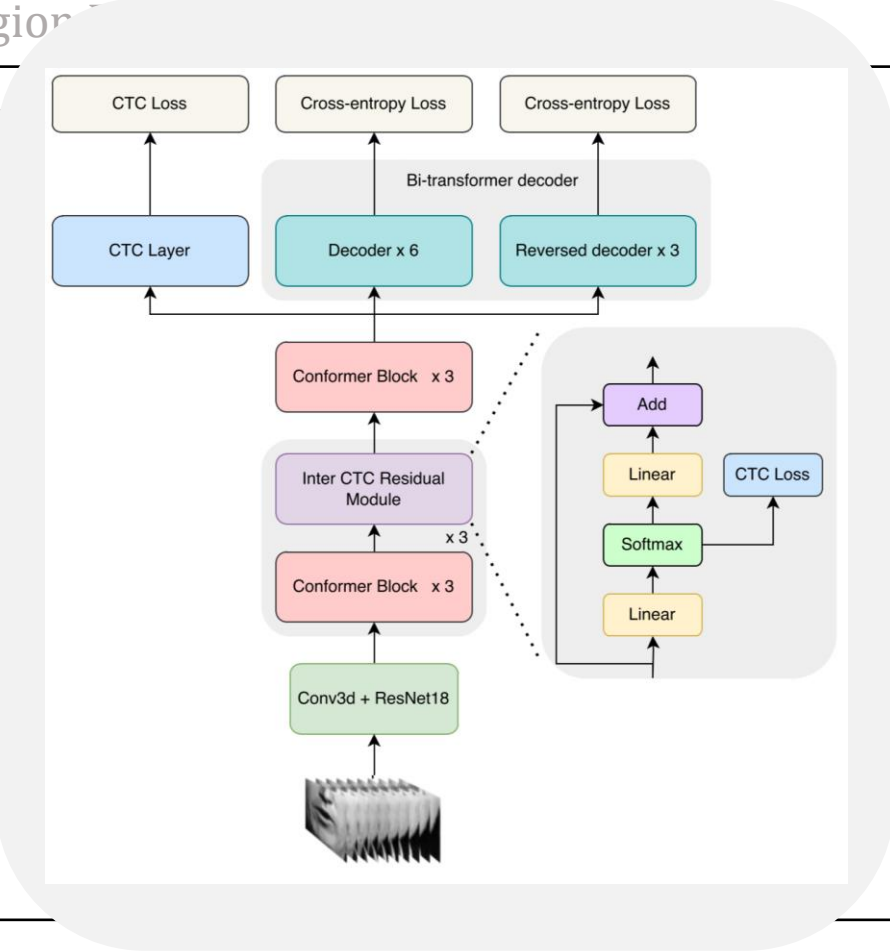 CTC Loss
Cross-entropy Loss
Cross-entropy Loss
Bi-transformer decoder
CTC Layer
Decoder x 6
Reversed decoder x 3
Conformer Block x 3
Inter CTC Residual
Module
x 3
Conformer Block x 3
Conv3d + ResNet18
Add
Linear
CTC Loss
Softmax
Linear